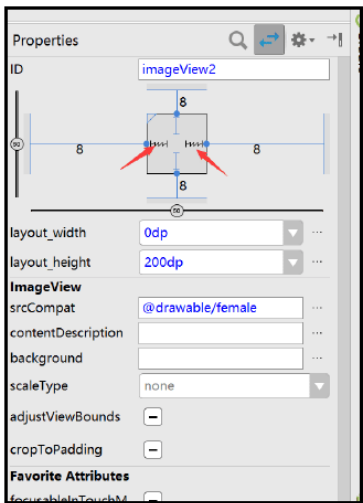 Properties
ID imageView2
8
8 8
8
50
50
layout_width 0dp
layout_height 200dp
ImageView
srcCompat @drawable/female
contentDescription
background
scaleType none
adjustViewBounds
cropToPadding
Favorite Attributes
focusableInTouchM